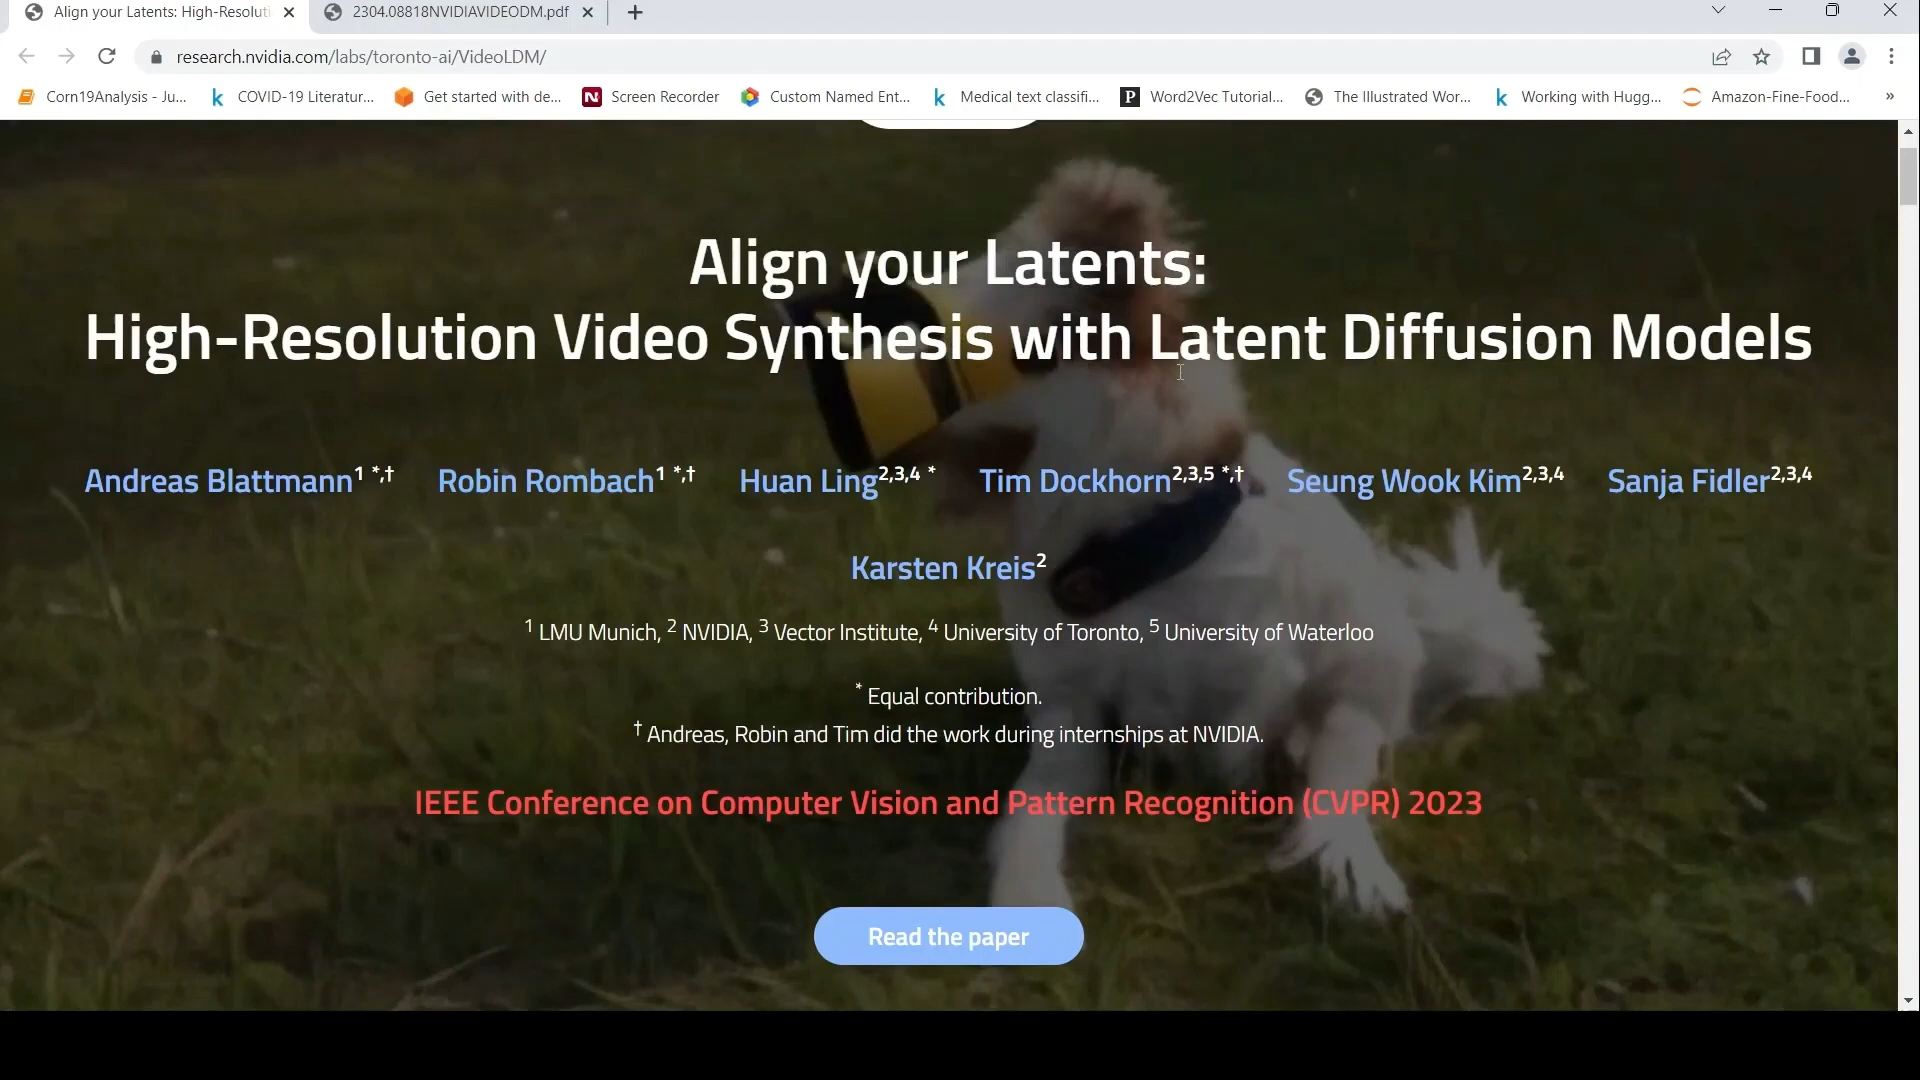 Align your Latents: High-Resoluti
2304.08818NVIDIAVIDEODM.pdf
research.nvidia.com/labs/toronto-ai/VideoLDM/
Corn19Analysis - Ju...
COVID-19 Literatur...
Get started with de...
N Screen Recorder
Custom Named Ent...
k Medical text classifi...
P Word2Vec Tutorial...
The Illustrated Wor...
k Working with Hugg...
Amazon-Fine-Food...
»
Align your Latents:
High-Resolution Video Synthesis with Latent Diffusion Models
Andreas Blattmann1 *,† Robin Rombach1 *,† Huan Ling2,3,4 * Tim Dockhorn2,3,5 *,† Seung Wook Kim2,3,4 Sanja Fidler2,3,4
Karsten Kreis2
1 LMU Munich, 2 NVIDIA, 3 Vector Institute, 4 University of Toronto, 5 University of Waterloo
* Equal contribution.
† Andreas, Robin and Tim did the work during internships at NVIDIA.
IEEE Conference on Computer Vision and Pattern Recognition (CVPR) 2023
Read the paper